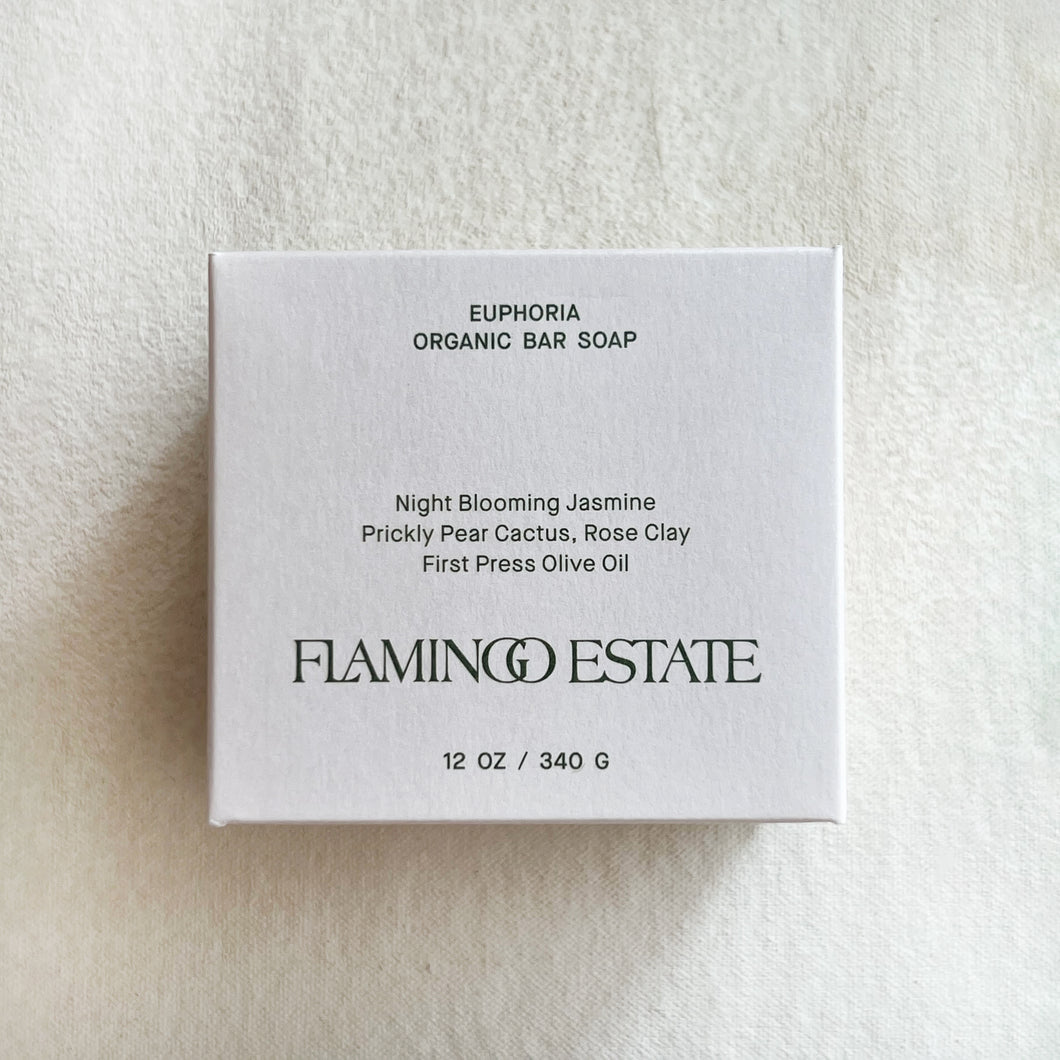 EUPHORIA
ORGANIC BAR SOAP
Night Blooming Jasmine
Prickly Pear Cactus, Rose Clay
First Press Olive Oil
FLAMINGO ESTATE
12 OZ / 340 G